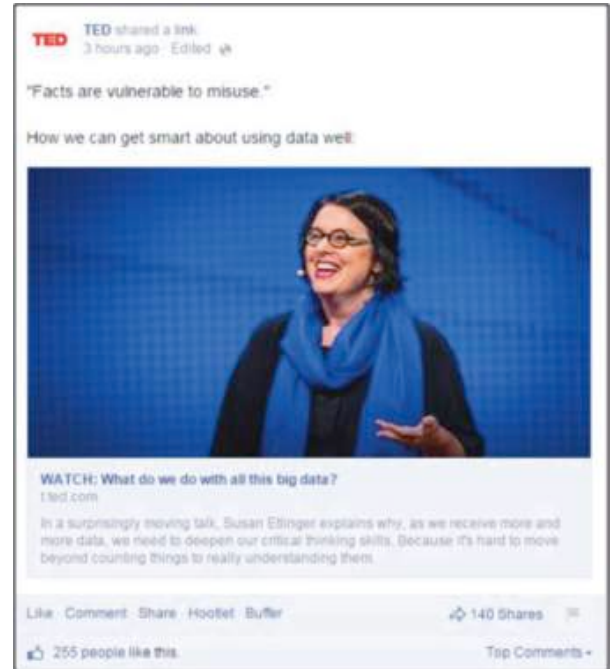 TED
TED shared a link.
3 hours ago · Edited
"Facts are vulnerable to misuse."
How we can get smart about using data well:
WATCH: What do we do with all this big data?
t.ted.com
In a surprisingly moving talk, Susan Etlinger explains why, as we receive more and
more data, we need to deepen our critical thinking skills. Because it's hard to move
beyond counting things to really understanding them.
Like Comment Share Hootlet Buffer
140 Shares
255 people like this.
Top Comments